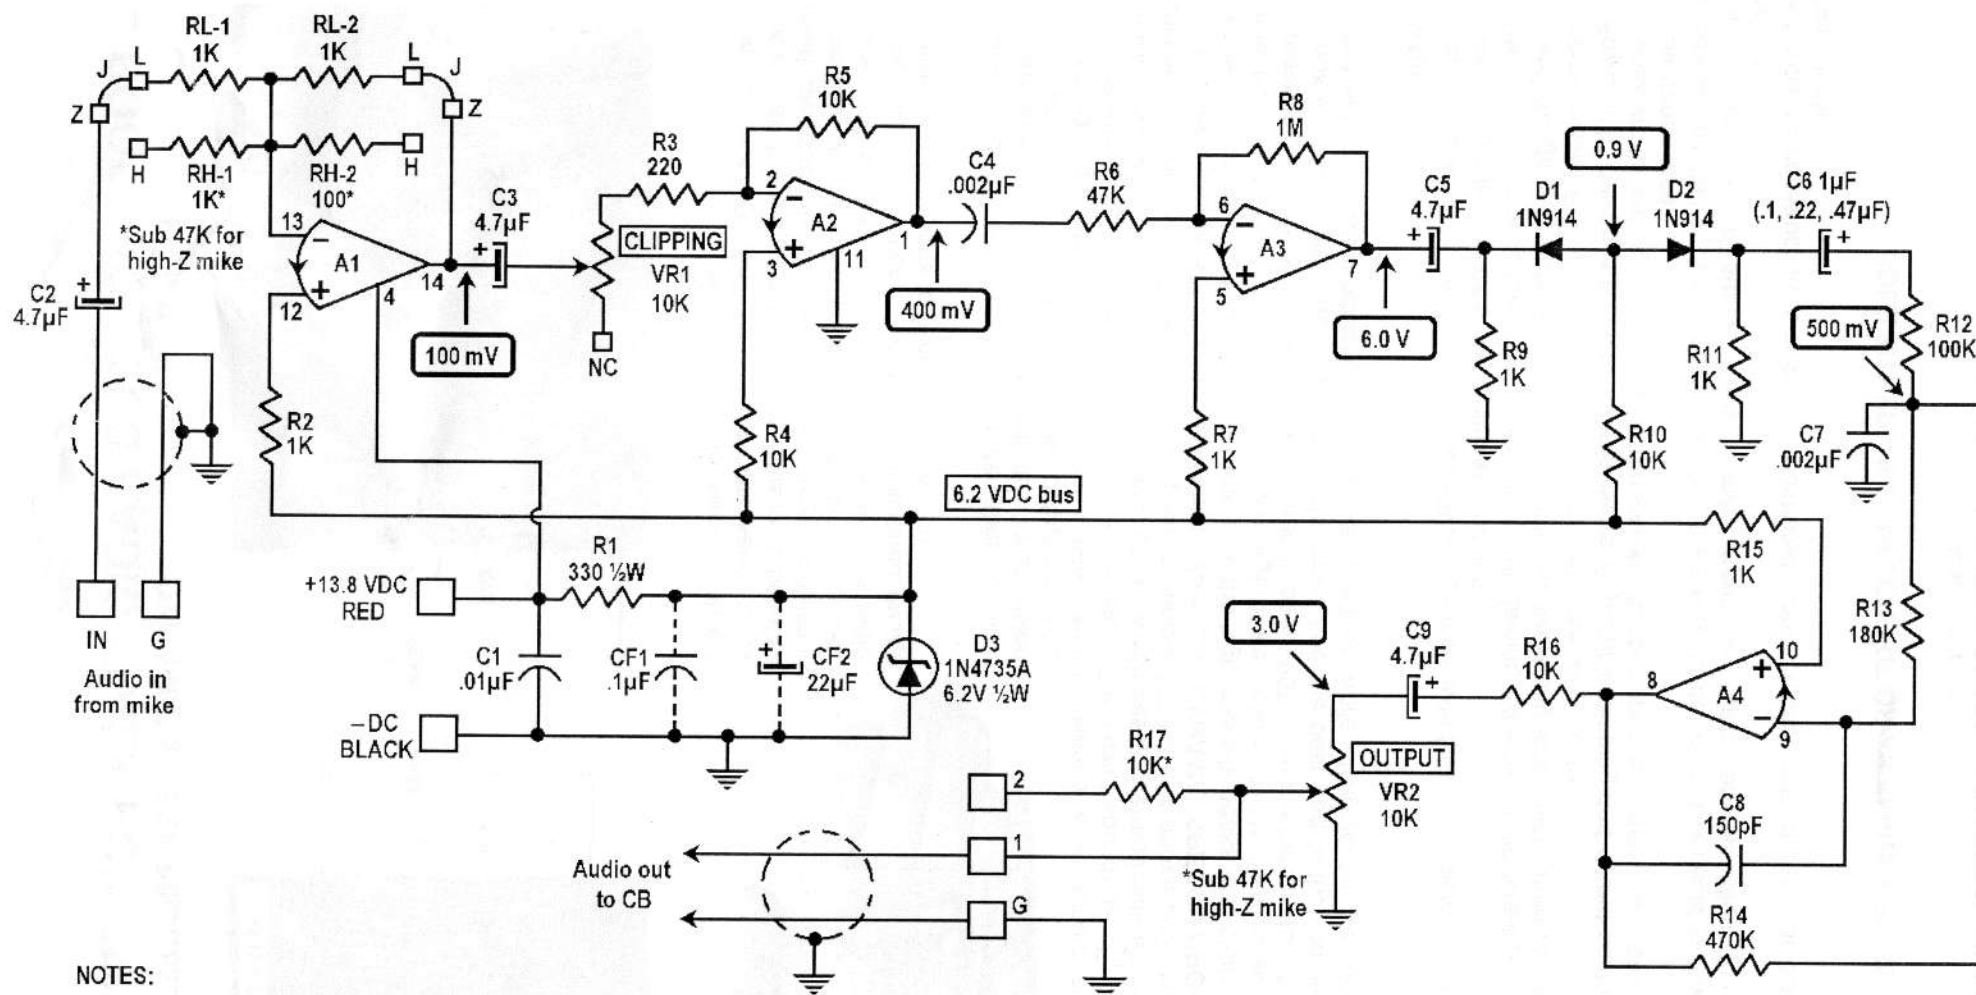 RL-1
1K
RL-2
1K
J
L
L
J
Z
Z
H
RH-1
1K*
RH-2
100*
H
*Sub 47K for
high-Z mike
13
12
A1
14
4
C2
4.7µF
+
100 mV
C3
4.7µF
+
R3
220
CLIPPING
VR1
10K
NC
R5
10K
2
3
A2
1
11
400 mV
C4
.002µF
R6
47K
R8
1M
6
5
A3
7
6.0 V
C5
4.7µF
+
D1
1N914
0.9 V
D2
1N914
C6 1µF
(.1, .22, .47µF)
+
500 mV
R12
100K
R9
1K
R11
1K
R2
1K
R4
10K
R7
1K
R10
10K
C7
.002µF
6.2 VDC bus
R15
1K
R13
180K
IN
G
Audio in
from mike
+13.8 VDC
RED
R1
330 ½W
C1
.01µF
CF1
.1µF
+
CF2
22µF
D3
1N4735A
6.2V ½W
–DC
BLACK
3.0 V
C9
4.7µF
+
R16
10K
8
A4
10
9
+
–
R17
10K*
2
1
G
OUTPUT
VR2
10K
C8
150pF
Audio out
to CB
*Sub 47K for
high-Z mike
R14
470K
NOTES: